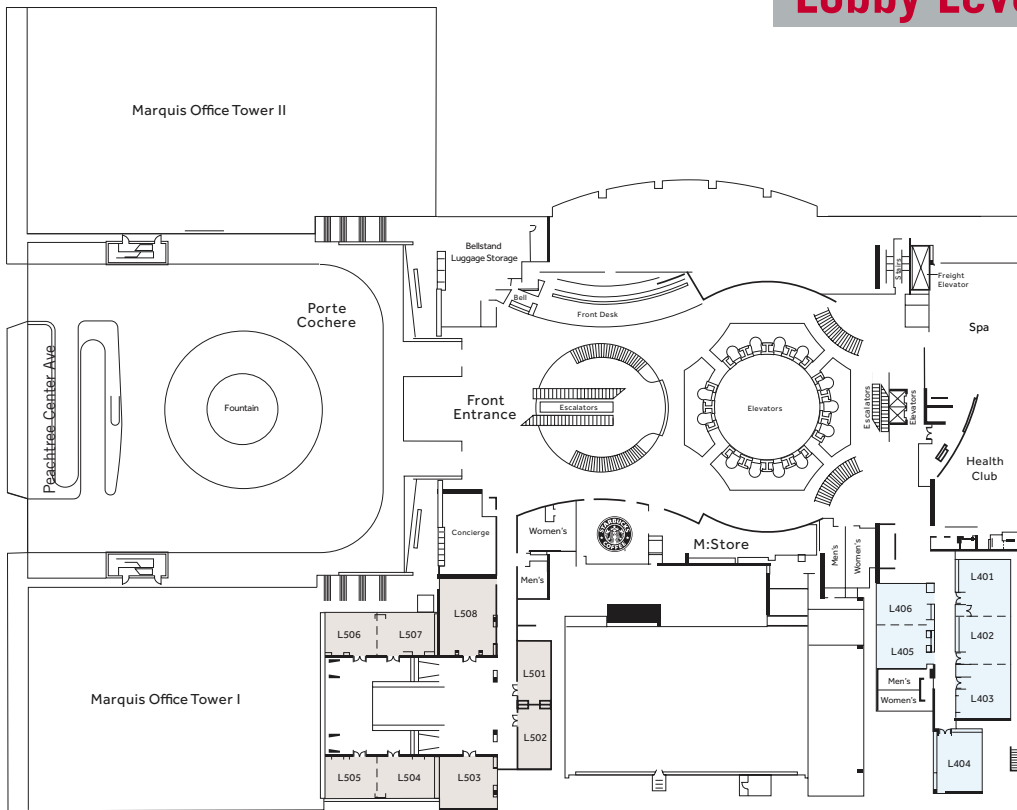 Lobby Leve
Marquis Office Tower II
Bellstand
Luggage Storage
Stairs
Freight
Elevator
Bell
Porte
Cochere
Front Desk
Spa
Peachtree Center Ave
Fountain
Front
Entrance
Escalators
Elevators
Escalators
Elevators
Health
Club
Concierge
Women's
STARBUCKS
COFFEE
M:Store
Men's
Women's
Men's
L401
L406
L508
L506
L507
L402
L405
L501
Men's
Women's
L403
Marquis Office Tower I
L502
L404
L505
L504
L503